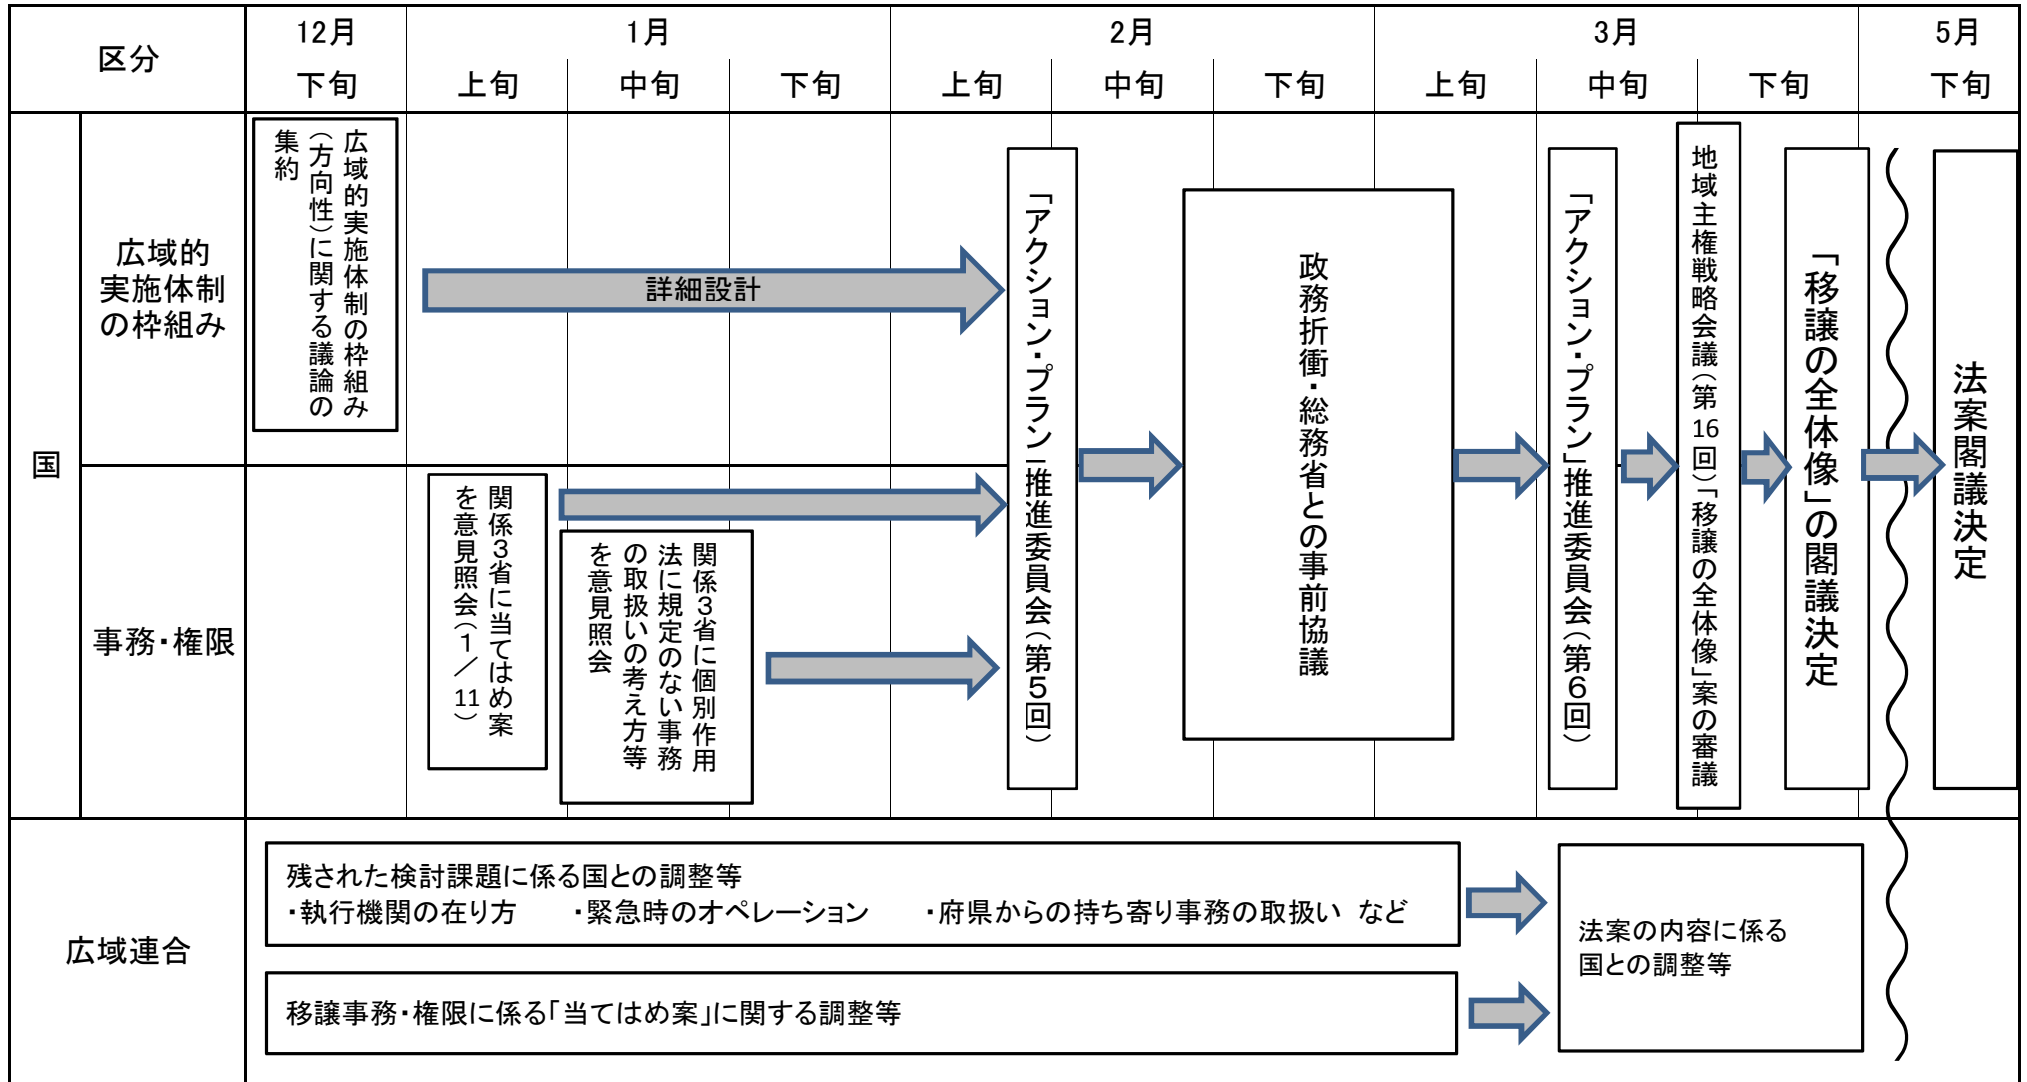 区分
12月
1月
2月
3月
5月
下旬
上旬
中旬
下旬
上旬
中旬
下旬
上旬
中旬
下旬
下旬
国
広域的
実施体制
の枠組み
広域的実施体制の枠組み
（方向性）に関する議論の
集約
詳細設計
「アクション・プラン」推進委員会（第5回）
政務折衝・総務省との事前協議
「アクション・プラン」推進委員会（第6回）
地域主権戦略会議（第16回）「移譲の全体像」案の審議
「移譲の全体像」の閣議決定
法案閣議決定
事務・権限
関係3省に当てはめ案
を意見照会（1／11）
関係3省に個別作用
法に規定のない事務
の取扱いの考え方等
を意見照会
広域連合
残された検討課題に係る国との調整等
・執行機関の在り方　・緊急時のオペレーション　・府県からの持ち寄り事務の取扱い など
移譲事務・権限に係る「当てはめ案」に関する調整等
法案の内容に係る
国との調整等